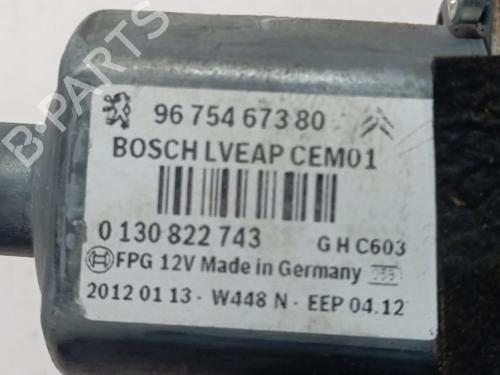 96 754 673 80
BOSCH LVEAP CEM01
0 130 822 743 G H C603
FPG 12V Made in Germany
2012 01 13 - W448 N - EEP 04.12
B-PARTS